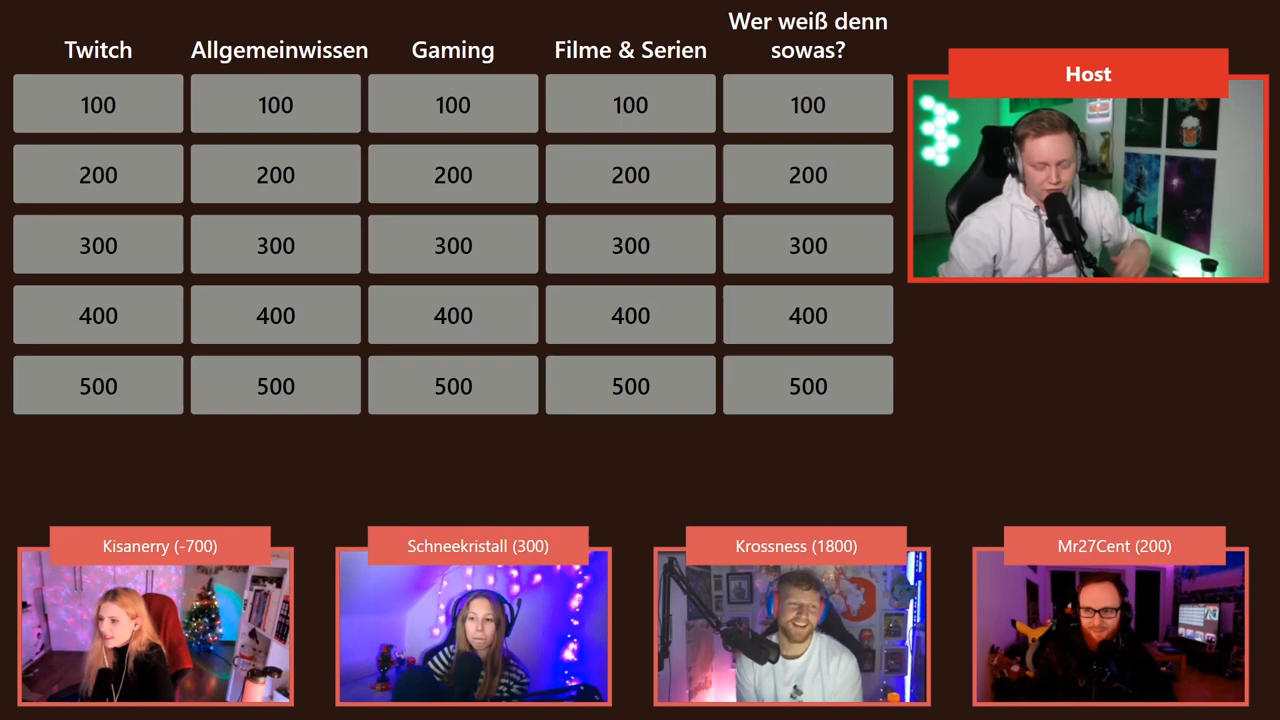 Twitch
Allgemeinwissen
Gaming
Filme & Serien
Wer weiß denn
sowas?
100
100
100
100
100
200
200
200
200
200
300
300
300
300
300
400
400
400
400
400
500
500
500
500
500
Host
Kisanerry (-700)
Schneekristall (300)
Krossness (1800)
Mr27Cent (200)